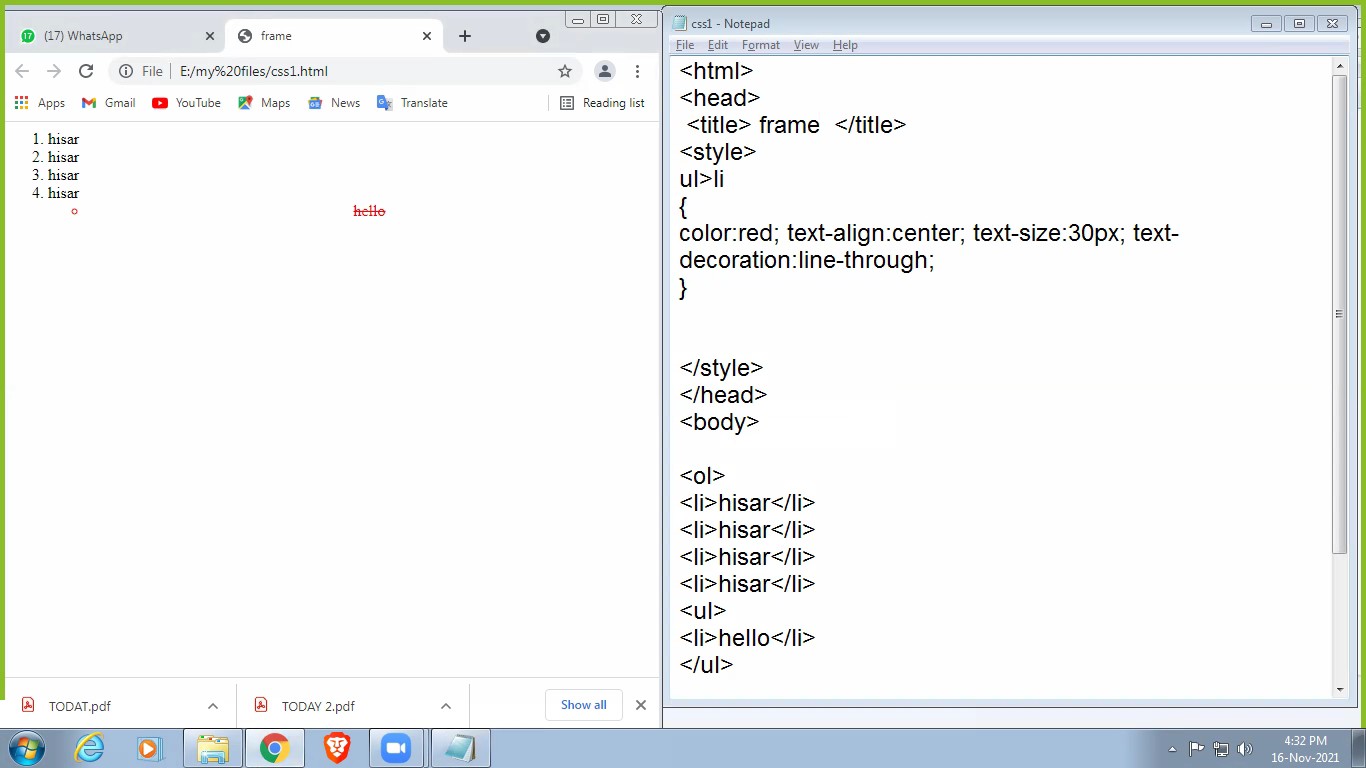 (17) WhatsApp
frame
File
E:/my%20files/css1.html
Apps
Gmail
YouTube
Maps
News
Translate
Reading list
1. hisar
2. hisar
3. hisar
4. hisar
hello
TODAT.pdf
TODAY 2.pdf
Show all
css1 - Notepad
File Edit Format View Help
<html>
<head>
<title> frame </title>
<style>
ul>li
{
color:red; text-align:center; text-size:30px; text-
decoration:line-through;
}
</style>
</head>
<body>
<ol>
<li>hisar</li>
<li>hisar</li>
<li>hisar</li>
<li>hisar</li>
<ul>
<li>hello</li>
</ul>
4:32 PM
16-Nov-2021